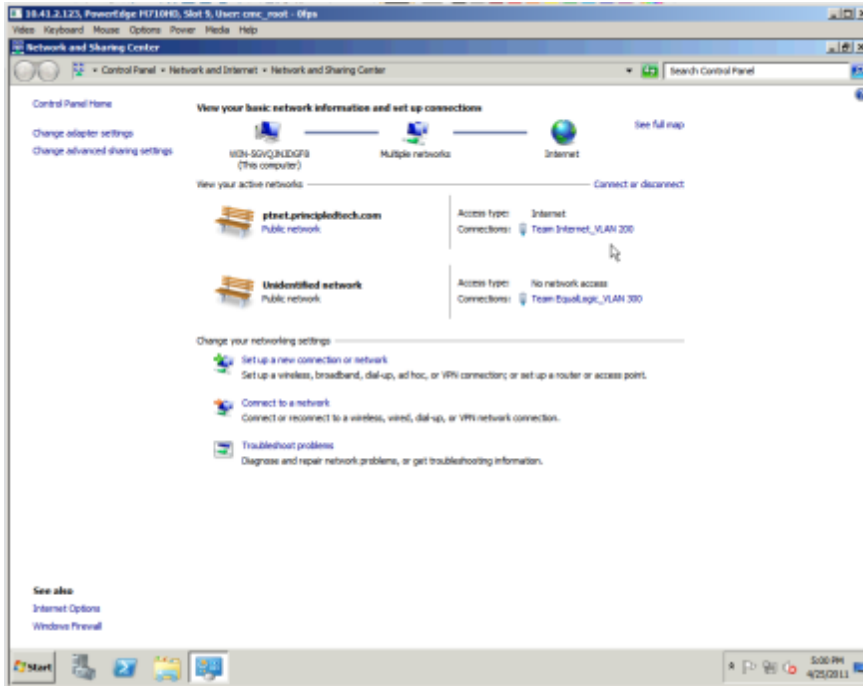 10.41.2.123, PowerEdge M710HD, Slot 9, User: cmc_root - 0fps
Video Keyboard Mouse Options Power Media Help
Network and Sharing Center
Control Panel Network and Internet Network and Sharing Center
Search Control Panel
Control Panel Home
Change adapter settings
Change advanced sharing settings
View your basic network information and set up connections
See full map
(This computer)
Multiple networks
Internet
View your active networks
Connect or disconnect
ptnet.principledtech.com
Public network
Access type: Internet
Connections: Team Internet_VLAN 200
Unidentified network
Public network
Access type: No network access
Connections: Team EqualLogic_VLAN 300
Change your networking settings
Set up a new connection or network
Set up a wireless, broadband, dial-up, ad hoc, or VPN connection; or set up a router or access point.
Connect to a network
Connect or reconnect to a wireless, wired, dial-up, or VPN network connection.
Troubleshoot problems
Diagnose and repair network problems, or get troubleshooting information.
See also
Internet Options
Windows Firewall
Start
5:00 PM
4/25/2011